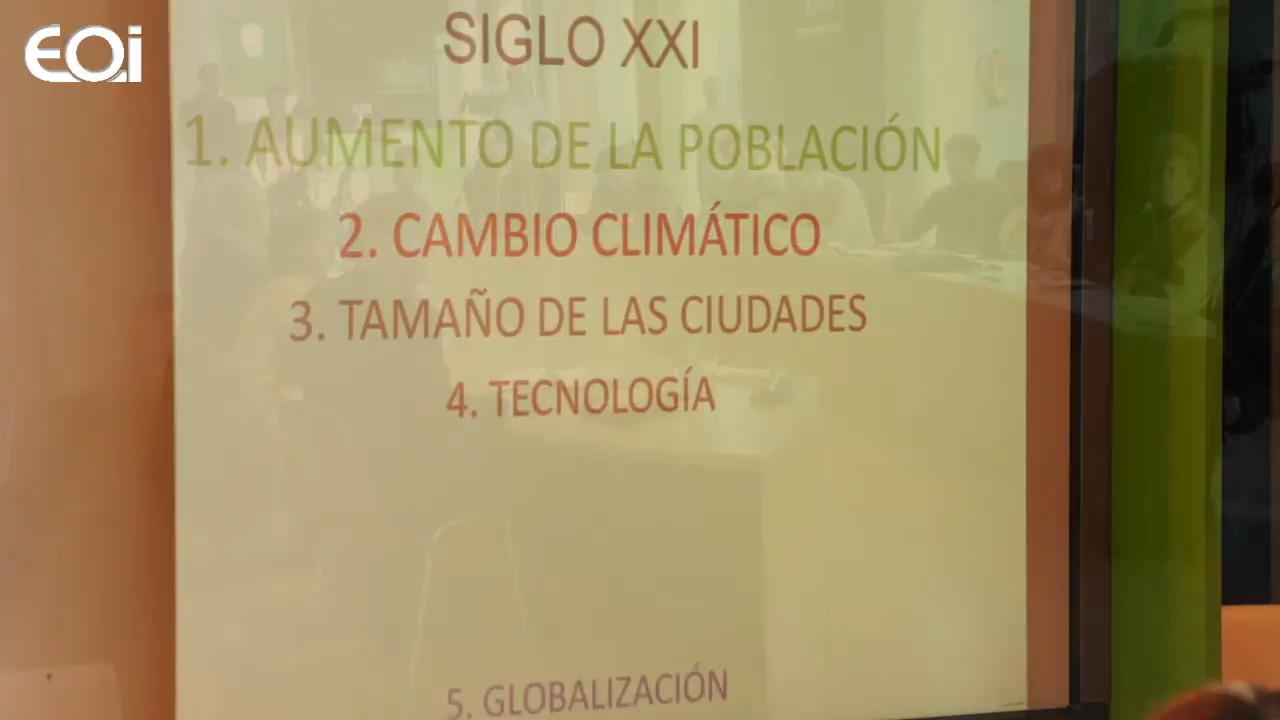 EOi
SIGLO XXI
1. AUMENTO DE LA POBLACIÓN
2. CAMBIO CLIMÁTICO
3. TAMAÑO DE LAS CIUDADES
4. TECNOLOGÍA
5. GLOBALIZACIÓN